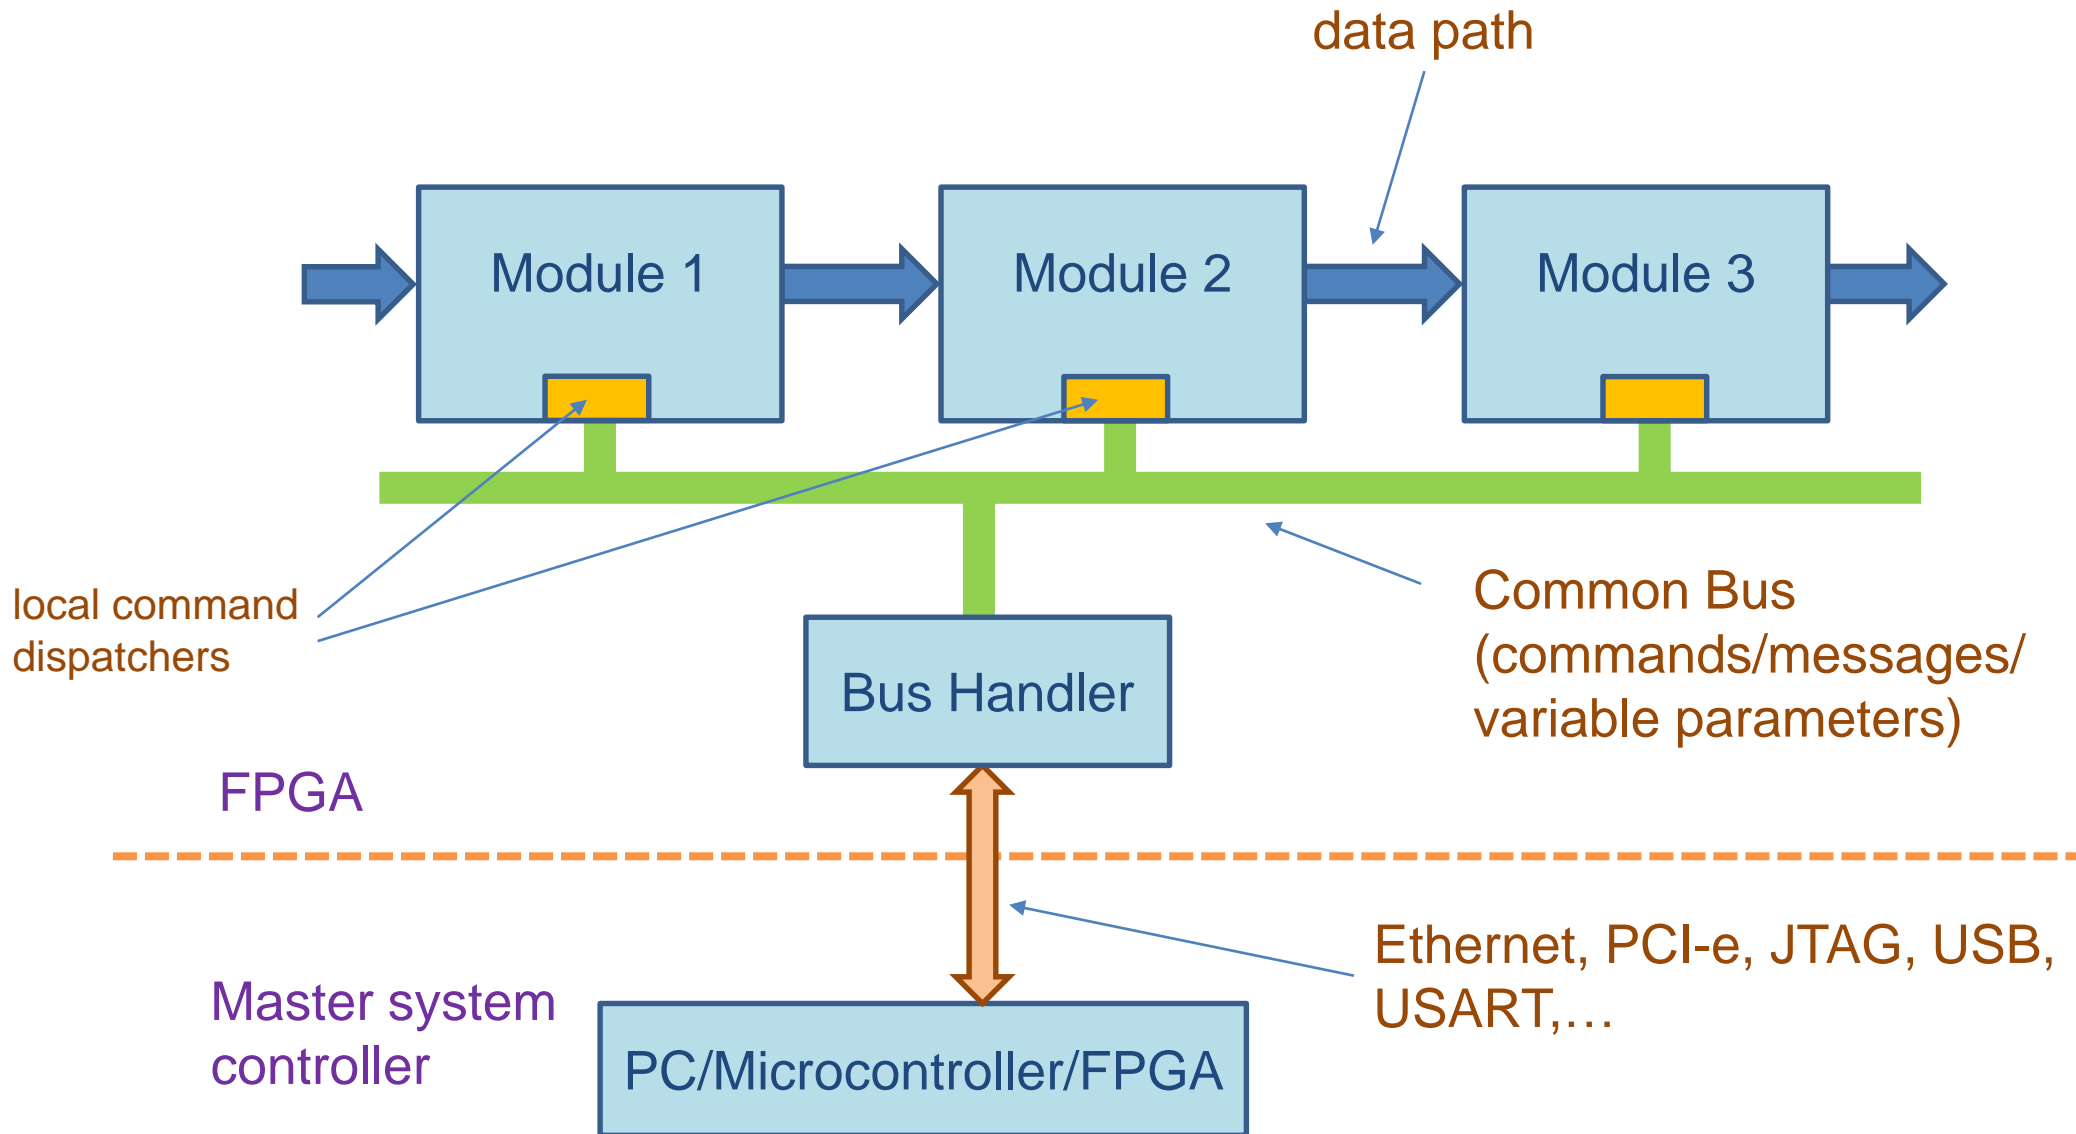 data path
Module 1
Module 2
Module 3
local command
dispatchers
Common Bus
(commands/messages/
variable parameters)
Bus Handler
FPGA
Ethernet, PCI-e, JTAG, USB,
USART,…
Master system
controller
PC/Microcontroller/FPGA